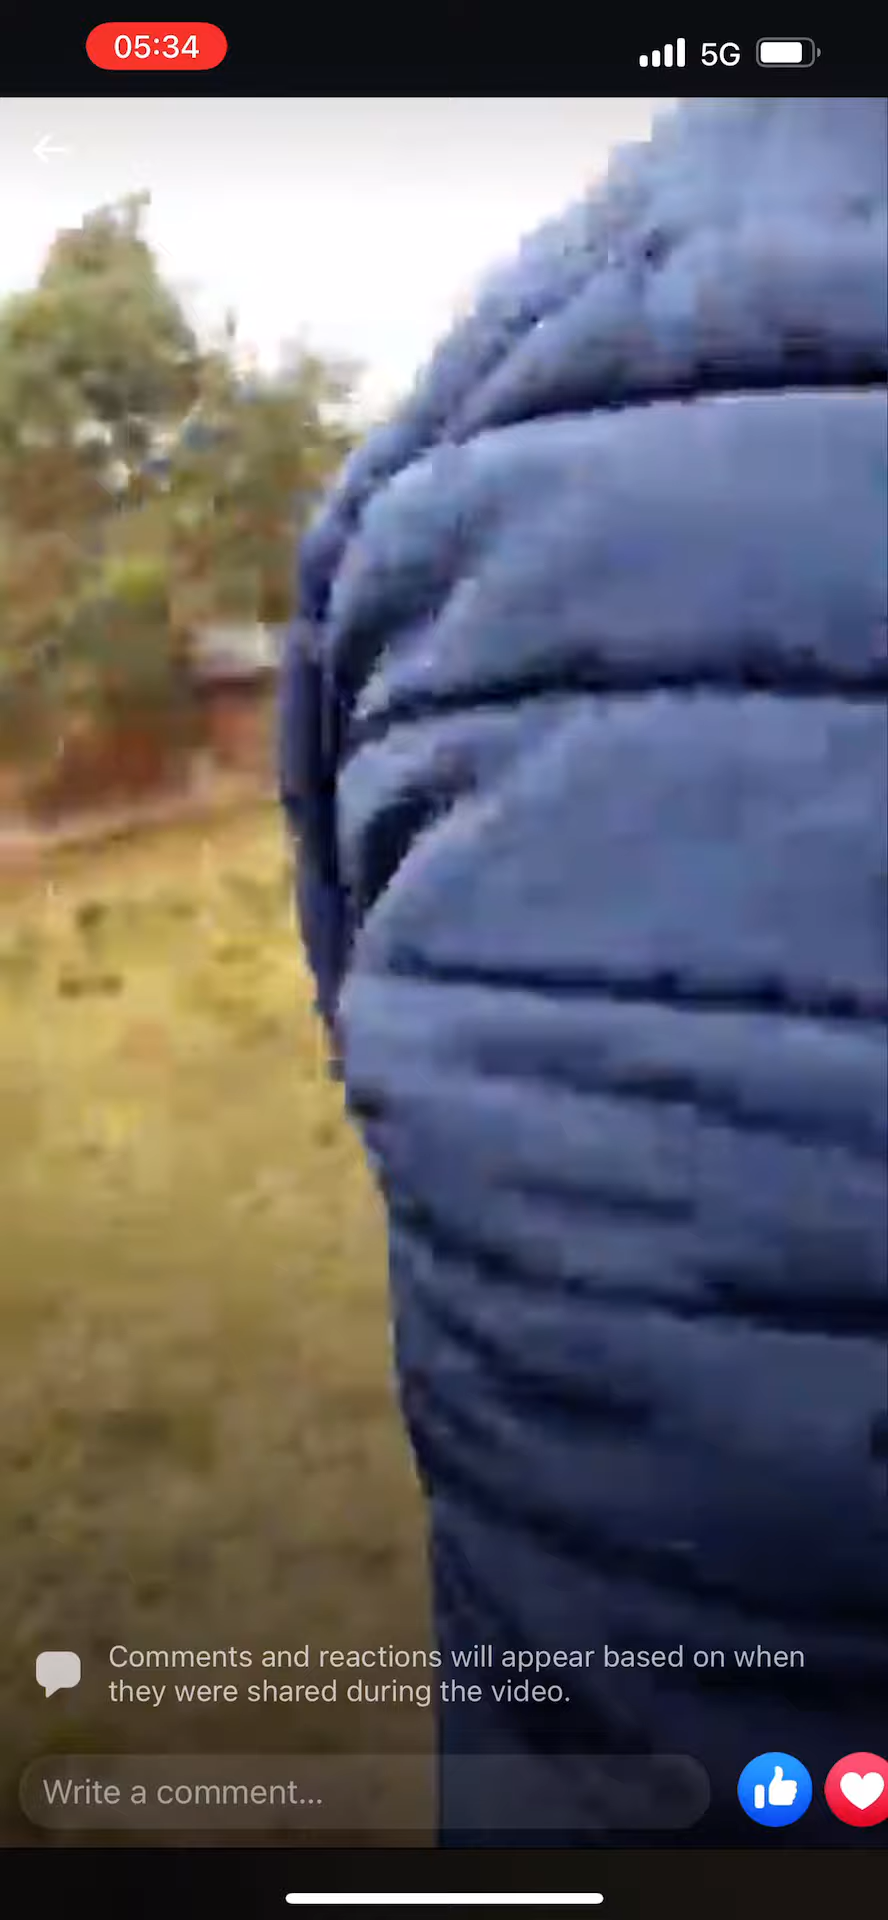 05:34
5G
Comments and reactions will appear based on when
they were shared during the video.
Write a comment...